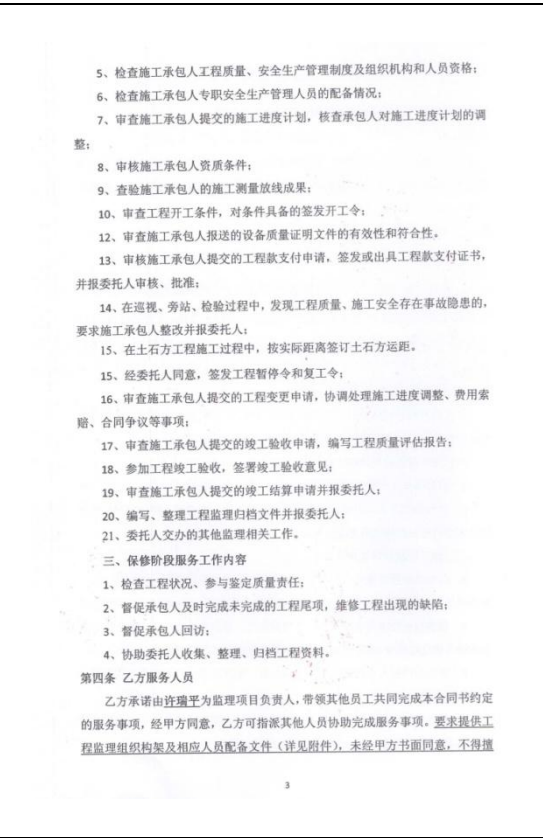 5、检查施工承包人工程质量、安全生产管理制度及组织机构和人员资格；
6、检查施工承包人专职安全生产管理人员的配备情况；
7、审查施工承包人提交的施工进度计划，核查承包人对施工进度计划的调
整；
8、审核施工承包人资质条件；
9、查验施工承包人的施工测量放线成果；
10、审查工程开工条件，对条件具备的签发开工令；
12、审查施工承包人报送的设备质量证明文件的有效性和符合性。
13、审核施工承包人提交的工程款支付申请，签发或出具工程款支付证书，
并报委托人审核、批准；
14、在巡视、旁站、检验过程中，发现工程质量、施工安全存在事故隐患的，
要求施工承包人整改并报委托人；
15、在土石方工程施工过程中，按实际距离签订土石方运距。
15、经委托人同意，签发工程暂停令和复工令；
16、审查施工承包人提交的工程变更申请，协调处理施工进度调整、费用索
赔、合同争议等事项；
17、审查施工承包人提交的竣工验收申请，编写工程质量评估报告；
18、参加工程竣工验收，签署竣工验收意见；
19、审查施工承包人提交的竣工结算申请并报委托人；
20、编写、整理工程监理归档文件并报委托人；
21、委托人交办的其他监理相关工作。
三、保修阶段服务工作内容
1、检查工程状况、参与鉴定质量责任；
2、督促承包人及时完成未完成的工程尾项，维修工程出现的缺陷；
3、督促承包人回访；
4、协助委托人收集、整理、归档工程资料。
第四条 乙方服务人员
乙方承诺由许瑞平为监理项目负责人，带领其他员工共同完成本合同书约定
的服务事项，经甲方同意，乙方可指派其他人员协助完成服务事项。要求提供工
程监理组织构架及相应人员配备文件（详见附件），未经甲方书面同意，不得擅
3